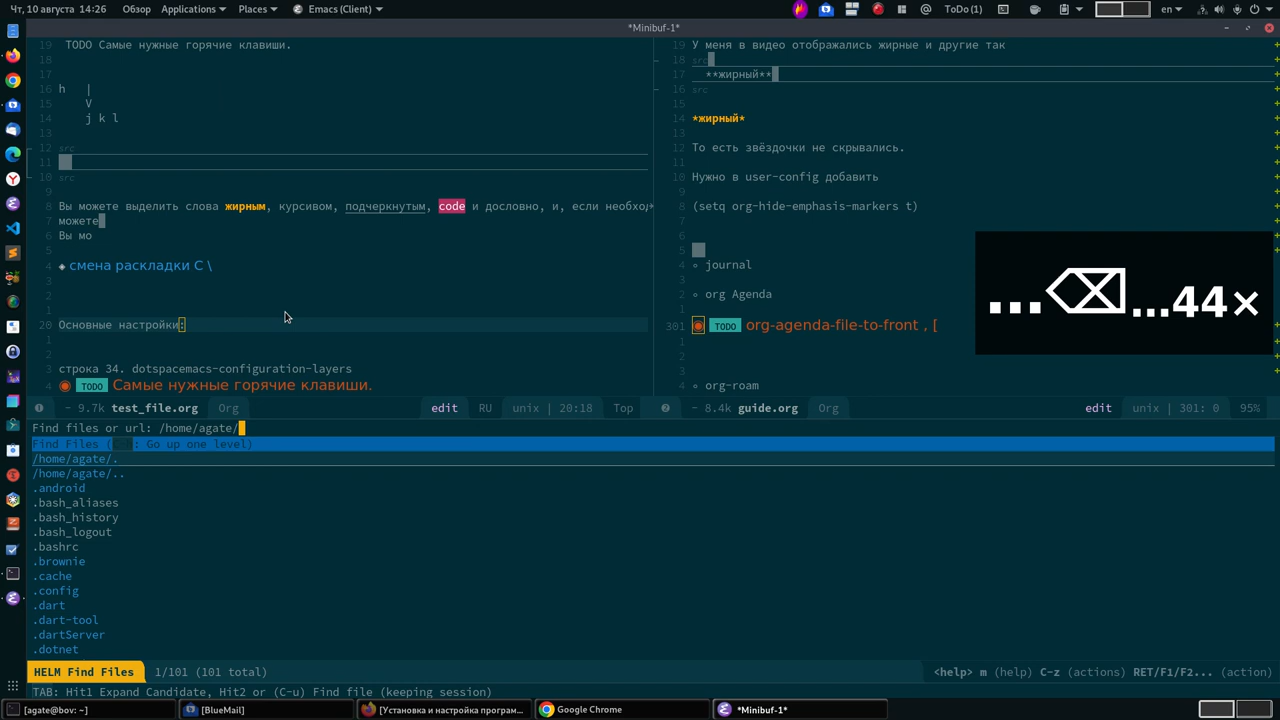 Чт, 10 августа 14:26 Обзор Applications Places Emacs (Client) ToDo(1) en
*Minibuf-1*
19 TODO Самые нужные горячие клавиши.
18
17
16 h |
15 V
14 j k l
13
12 src
11
10 src
9
8 Вы можете выделить слова жирным, курсивом, подчеркнутым, code и дословно, и, если необхо
7 можете
6 Вы мо
5
4 ◈ смена раскладки C \
3
2
1
20 Основные настройки:
1
2
3 строка 34. dotspacemacs-configuration-layers
4 TODO Самые нужные горячие клавиши.
- 9.7k test_file.org Org edit RU unix | 20:18 Top
19 У меня в видео отображались жирные и другие так
18 src
17 **жирный**
16 src
15
14 *жирный*
13
12 То есть звёздочки не скрывались.
11
10 Нужно в user-config добавить
9
8 (setq org-hide-emphasis-markers t)
7
6
5
4 ∘ journal
3
2 ∘ org Agenda
1
301 TODO org-agenda-file-to-front , [
1
2
3
4 ∘ org-roam
- 8.4k guide.org Org edit unix | 301: 0 95%
...⌫...44×
Find files or url: /home/agate/
Find Files (C-h: Go up one level)
/home/agate/.
/home/agate/..
.android
.bash_aliases
.bash_history
.bash_logout
.bashrc
.brownie
.cache
.config
.dart
.dart-tool
.dartServer
.dotnet
HELM Find Files 1/101 (101 total) <help> m (help) C-z (actions) RET/F1/F2... (action)
TAB: Hit1 Expand Candidate, Hit2 or (C-u) Find file (keeping session)
[agate@bov: ~] [BlueMail] [Установка и настройка програм... Google Chrome *Minibuf-1*